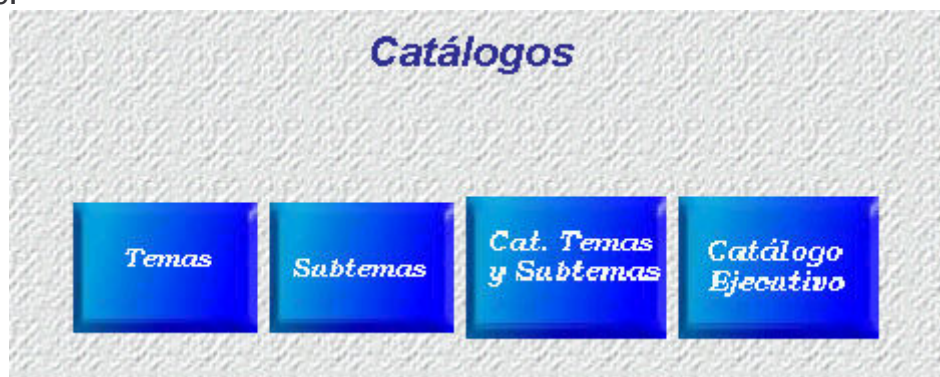 Catálogos
Temas
Subtemas
Cat. Temas
y Subtemas
Catálogo
Ejecutivo